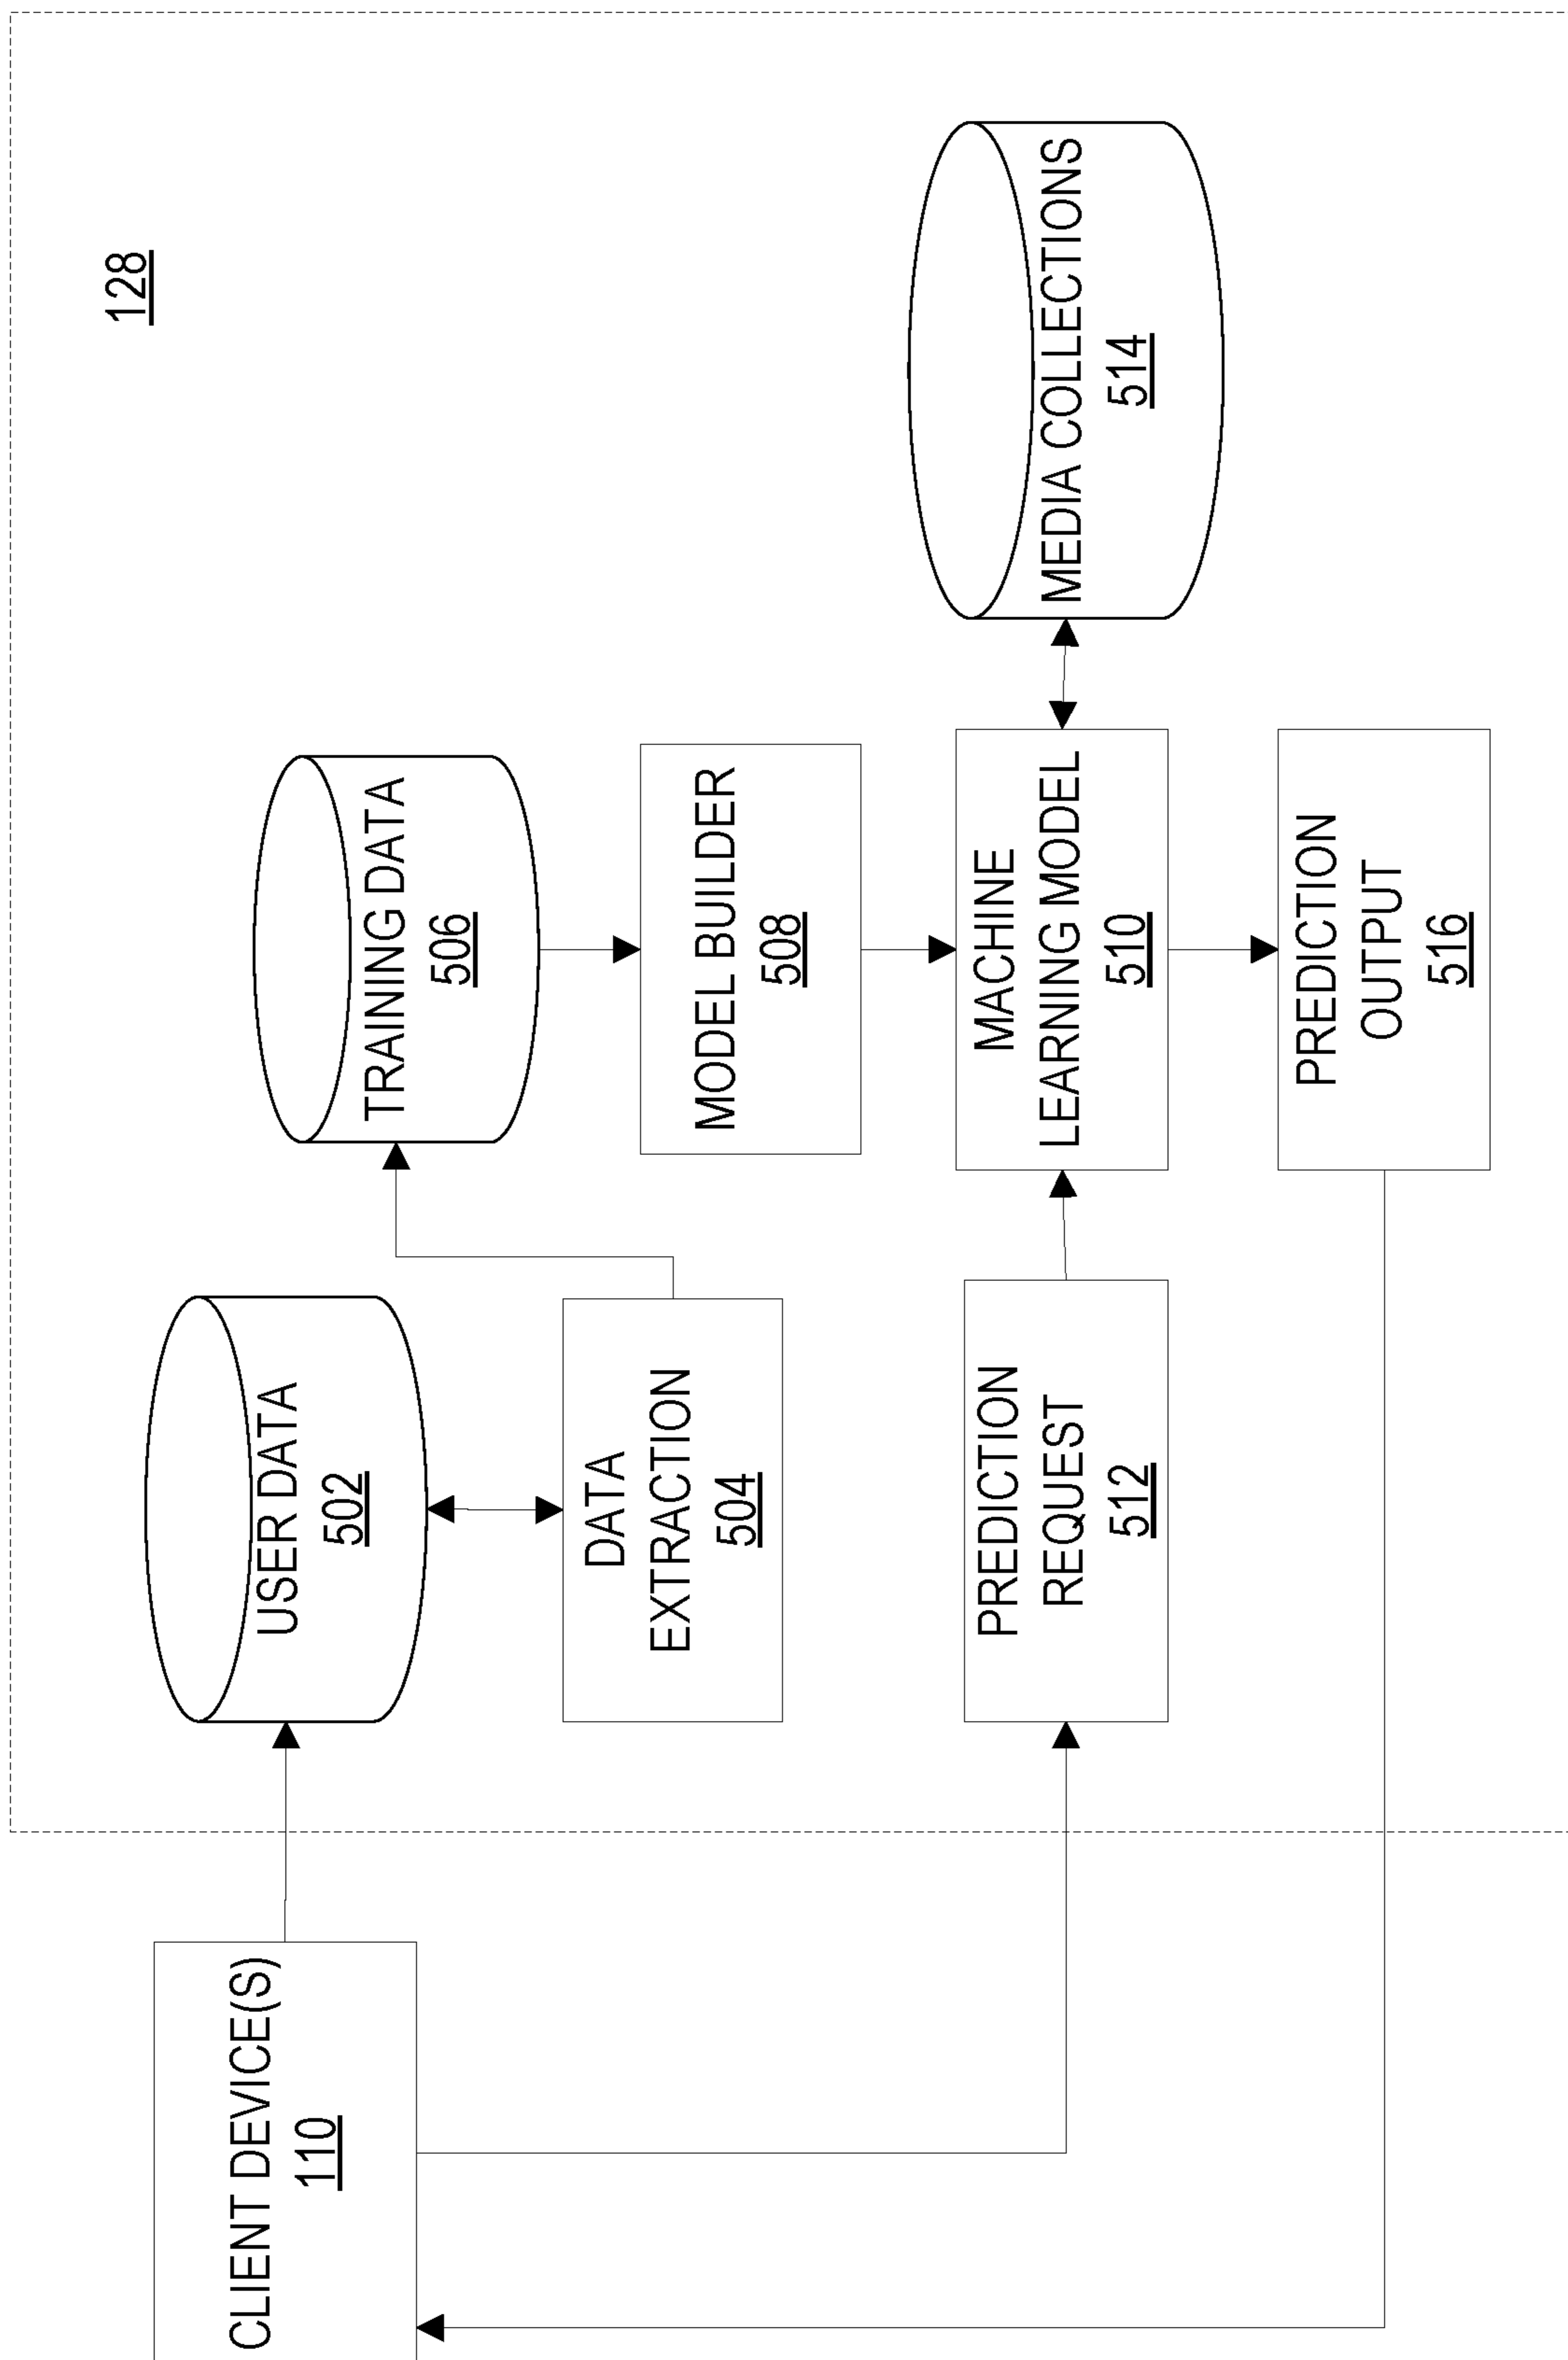 128
CLIENT DEVICE(S)
110
USER DATA
502
DATA
EXTRACTION
504
TRAINING DATA
506
MODEL BUILDER
508
PREDICTION
REQUEST
512
MACHINE
LEARNING MODEL
510
MEDIA COLLECTIONS
514
PREDICTION
OUTPUT
516